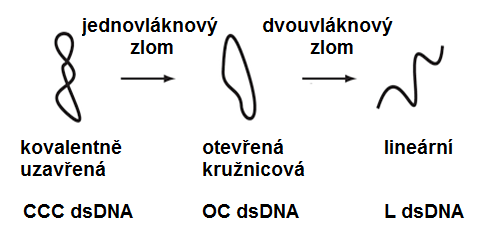 jednovláknový
zlom
dvouvláknový
zlom
kovalentně
uzavřená
otevřená
kružnicová
lineární
CCC dsDNA
OC dsDNA
L dsDNA